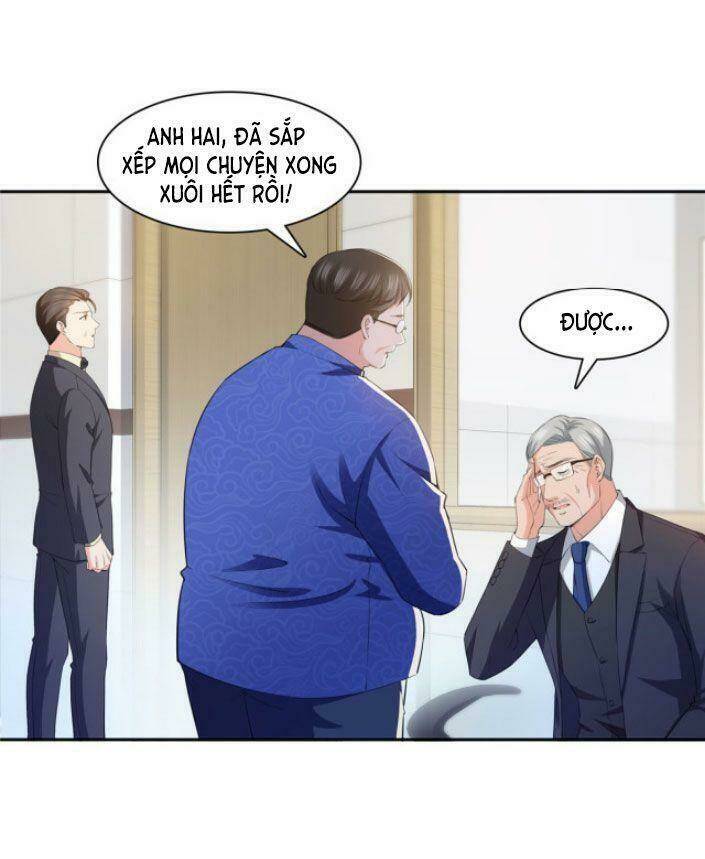 ANH HAI, ĐÃ SẮP
XẾP MỌI CHUYỆN XONG
XUÔI HẾT RỒI!
ĐƯỢC...